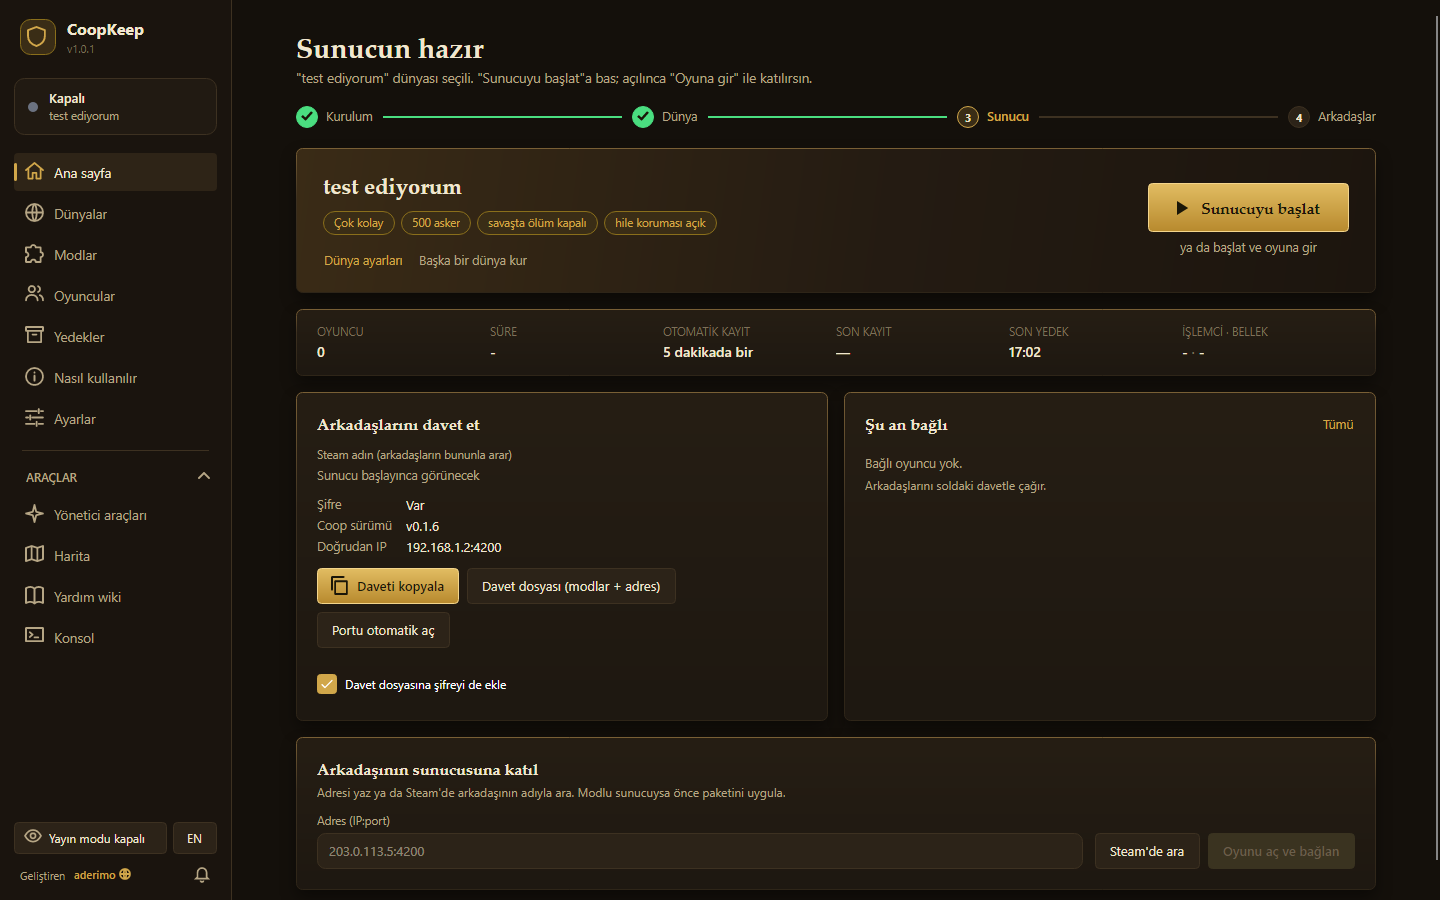 CoopKeep
v1.0.1
Kapalı
test ediyorum
Ana sayfa
Dünyalar
Modlar
Oyuncular
Yedekler
Nasıl kullanılır
Ayarlar
ARAÇLAR
Yönetici araçları
Harita
Yardım wiki
Konsol
Yayın modu kapalı
EN
Geliştiren aderimo
Sunucun hazır
"test ediyorum" dünyası seçili. "Sunucuyu başlat"a bas; açılınca "Oyuna gir" ile katılırsın.
Kurulum
Dünya
3 Sunucu
4 Arkadaşlar
test ediyorum
Çok kolay
500 asker
savaşta ölüm kapalı
hile koruması açık
Dünya ayarları
Başka bir dünya kur
Sunucuyu başlat
ya da başlat ve oyuna gir
OYUNCU
0
SÜRE
-
OTOMATİK KAYIT
5 dakikada bir
SON KAYIT
—
SON YEDEK
17:02
İŞLEMCİ · BELLEK
- · -
Arkadaşlarını davet et
Steam adın (arkadaşların bununla arar)
Sunucu başlayınca görünecek
Şifre Var
Coop sürümü v0.1.6
Doğrudan IP 192.168.1.2:4200
Daveti kopyala
Davet dosyası (modlar + adres)
Portu otomatik aç
Davet dosyasına şifreyi de ekle
Şu an bağlı
Tümü
Bağlı oyuncu yok.
Arkadaşlarını soldaki davetle çağır.
Arkadaşının sunucusuna katıl
Adresi yaz ya da Steam'de arkadaşının adıyla ara. Modlu sunucuysa önce paketini uygula.
Adres (IP:port)
203.0.113.5:4200
Steam'de ara
Oyunu aç ve bağlan